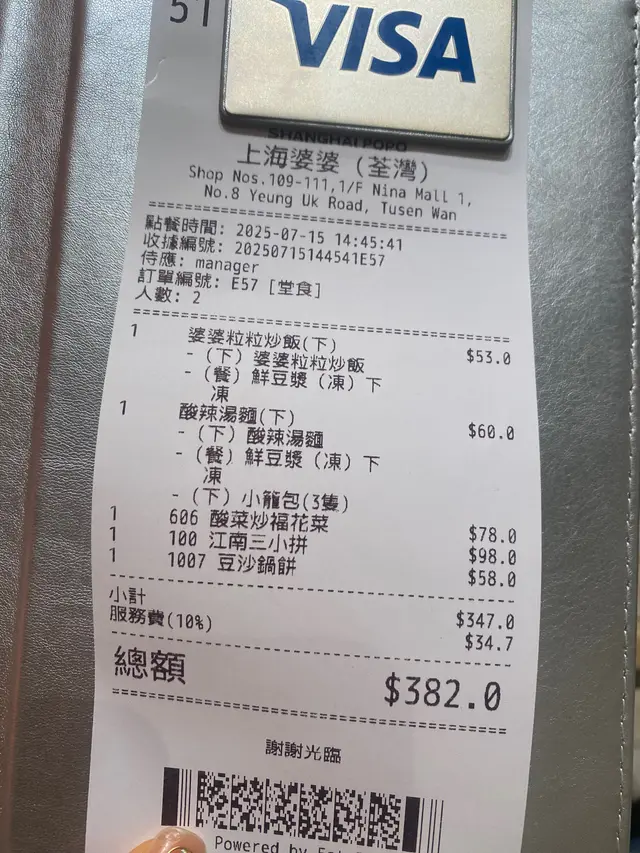 51
VISA
SHANGHAI POPO
上海婆婆 (荃灣)
Shop Nos.109-111,1/F Nina Mall 1,
No.8 Yeung Uk Road, Tusen Wan
點餐時間: 2025-07-15 14:45:41
收據編號: 20250715144541E57
侍應: manager
訂單編號: E57 [堂食]
人數: 2
1 婆婆粒粒炒飯(下) $53.0
- (下) 婆婆粒粒炒飯
- (餐) 鮮豆漿 (凍) 下
凍
1 酸辣湯麵(下) $60.0
- (下) 酸辣湯麵
- (餐) 鮮豆漿 (凍) 下
凍
- (下) 小籠包(3隻)
1 606 酸菜炒福花菜 $78.0
1 100 江南三小拼 $98.0
1 1007 豆沙鍋餅 $58.0
小計 $347.0
服務費(10%) $34.7
總額 $382.0
謝謝光臨
Powered by